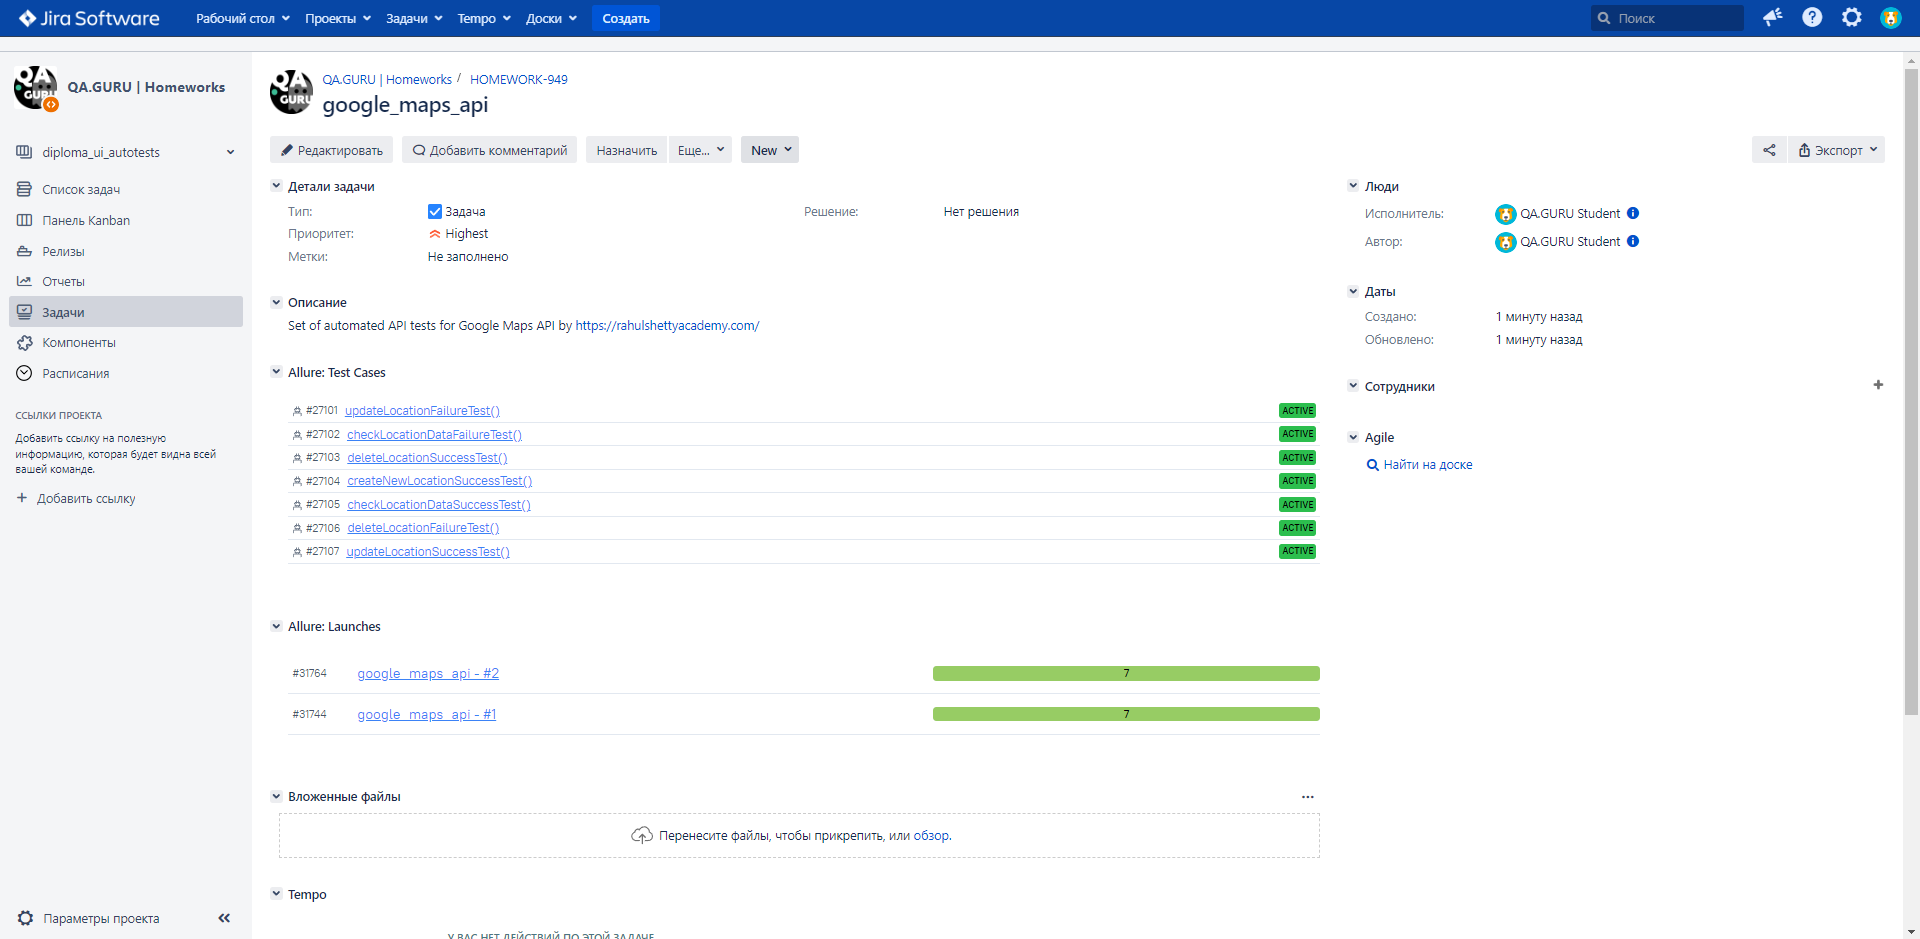 Jira Software
Рабочий стол Проекты Задачи Tempo Доски Создать
Поиск
QA.GURU | Homeworks
diploma_ui_autotests
Список задач
Панель Kanban
Релизы
Отчеты
Задачи
Компоненты
Расписания
ССЫЛКИ ПРОЕКТА
Добавить ссылку на полезную
информацию, которая будет видна всей
вашей команде.
+ Добавить ссылку
Параметры проекта
QA.GURU | Homeworks / HOMEWORK-949
google_maps_api
Редактировать Добавить комментарий Назначить Еще... New
Экспорт
Детали задачи
Тип: Задача Решение: Нет решения
Приоритет: Highest
Метки: Не заполнено
Описание
Set of automated API tests for Google Maps API by https://rahulshettyacademy.com/
Allure: Test Cases
#27101 updateLocationFailureTest() ACTIVE
#27102 checkLocationDataFailureTest() ACTIVE
#27103 deleteLocationSuccessTest() ACTIVE
#27104 createNewLocationSuccessTest() ACTIVE
#27105 checkLocationDataSuccessTest() ACTIVE
#27106 deleteLocationFailureTest() ACTIVE
#27107 updateLocationSuccessTest() ACTIVE
Allure: Launches
#31764 google_maps_api - #2 7
#31744 google_maps_api - #1 7
Вложенные файлы
Перенесите файлы, чтобы прикрепить, или обзор.
Tempo
У ВАС НЕТ ДЕЙСТВИЙ ПО ЭТОЙ ЗАДАЧЕ
Люди
Исполнитель: QA.GURU Student
Автор: QA.GURU Student
Даты
Создано: 1 минуту назад
Обновлено: 1 минуту назад
Сотрудники
Agile
Найти на доске